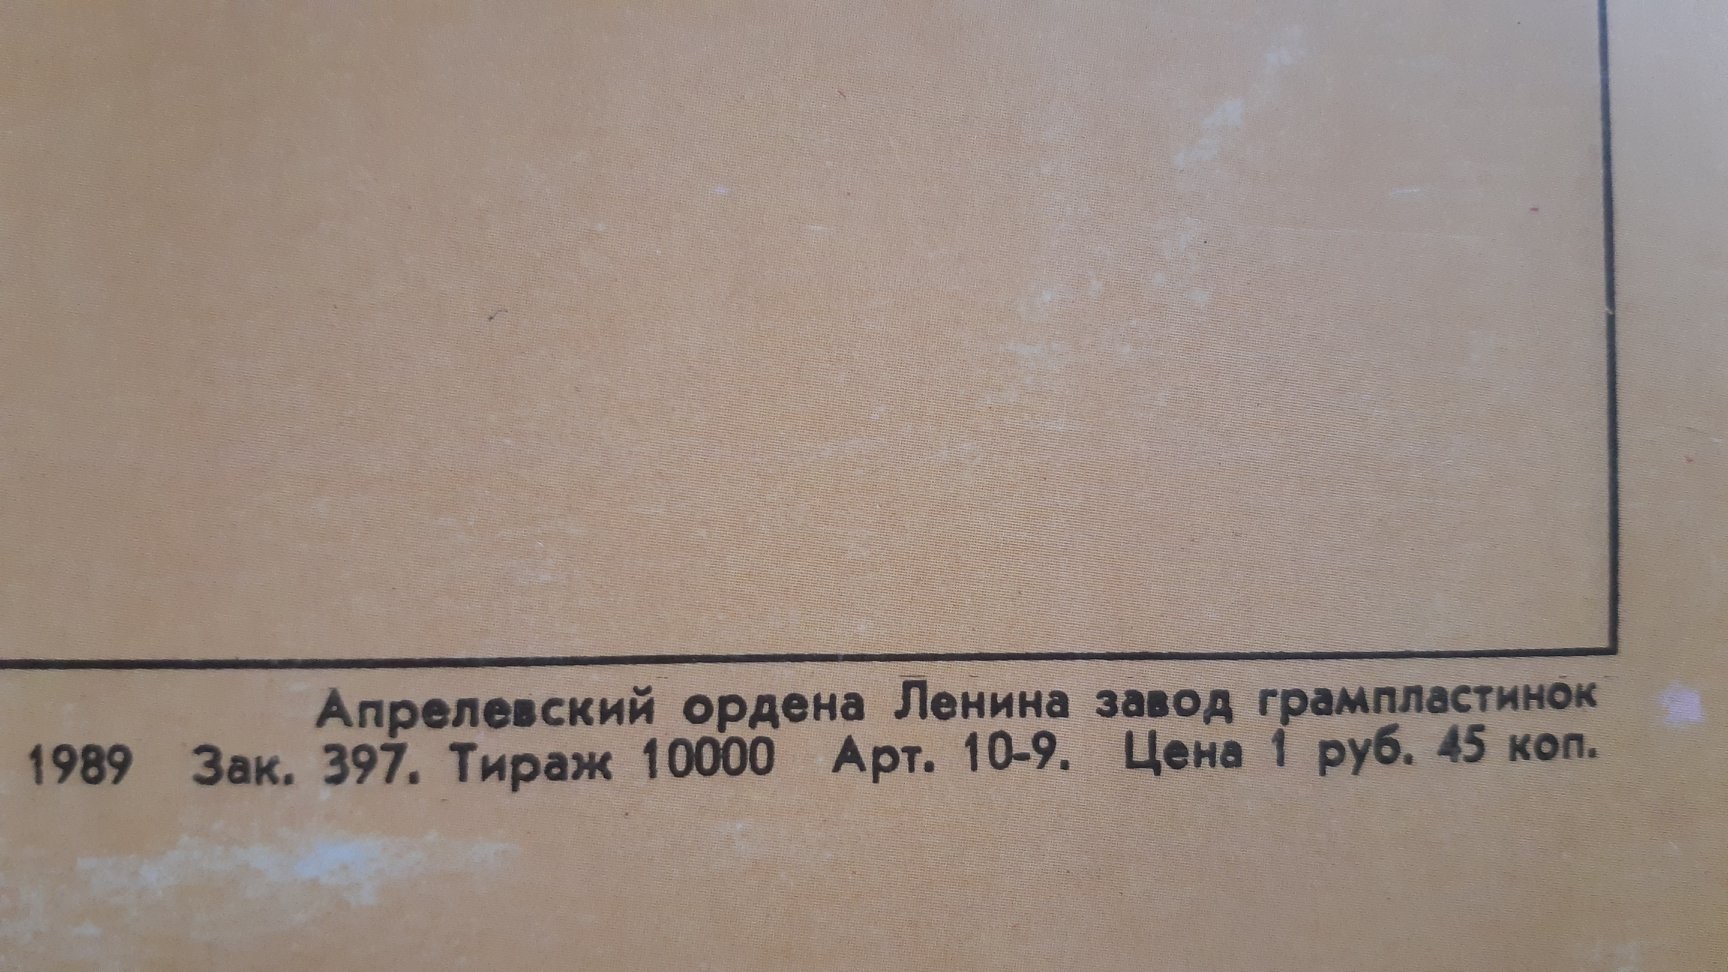 Апрелевский ордена Ленина завод грампластинок
1989 Зак. 397. Тираж 10000 Арт. 10-9. Цена 1 руб. 45 коп.